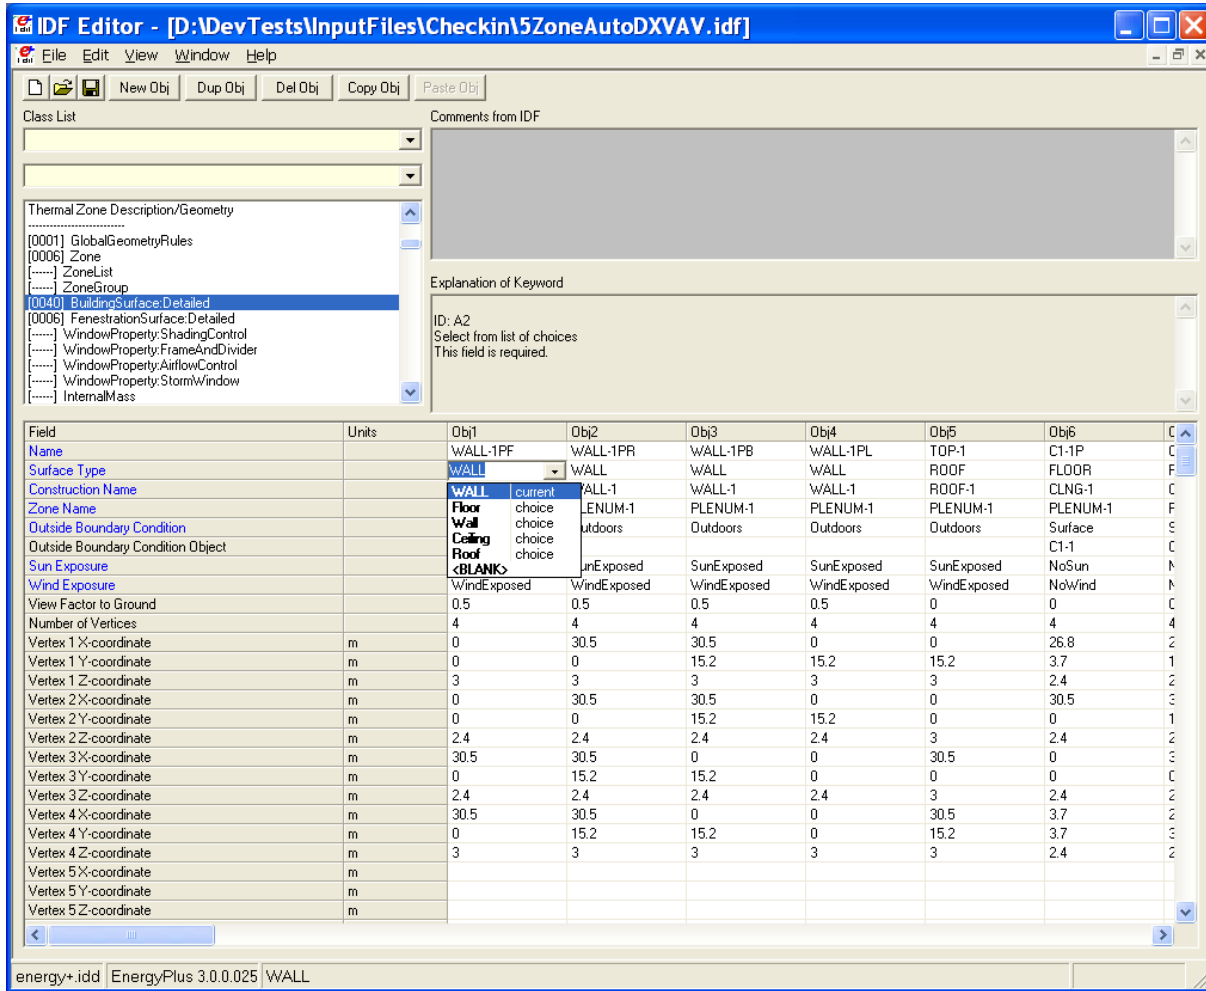 IDF Editor - [D:\DevTests\InputFiles\Checkin\5ZoneAutoDXVAV.idf]
File Edit View Window Help
New Obj Dup Obj Del Obj Copy Obj Paste Obj
Class List
Comments from IDF
Thermal Zone Description/Geometry
--------------------------
[0001] GlobalGeometryRules
[0006] Zone
[------] ZoneList
[------] ZoneGroup
[0040] BuildingSurface:Detailed
[0006] FenestrationSurface:Detailed
[------] WindowProperty:ShadingControl
[------] WindowProperty:FrameAndDivider
[------] WindowProperty:AirflowControl
[------] WindowProperty:StormWindow
[------] InternalMass
Explanation of Keyword
ID: A2
Select from list of choices
This field is required.
Field Units Obj1 Obj2 Obj3 Obj4 Obj5 Obj6
Name WALL-1PF WALL-1PR WALL-1PB WALL-1PL TOP-1 C1-1P
Surface Type WALL WALL WALL WALL ROOF FLOOR
Construction Name WALL-1 WALL-1 WALL-1 ROOF-1 CLNG-1
Zone Name PLENUM-1 PLENUM-1 PLENUM-1 PLENUM-1
Outside Boundary Condition Outdoors Outdoors Outdoors Surface
Outside Boundary Condition Object C1-1
Sun Exposure SunExposed SunExposed SunExposed NoSun
Wind Exposure WindExposed WindExposed WindExposed WindExposed WindExposed NoWind
WALL current
Floor choice
Wall choice
Ceiling choice
Roof choice
<BLANK>
View Factor to Ground 0.5 0.5 0.5 0.5 0 0
Number of Vertices 4 4 4 4 4 4
Vertex 1 X-coordinate m 0 30.5 30.5 0 0 26.8
Vertex 1 Y-coordinate m 0 0 15.2 15.2 15.2 3.7
Vertex 1 Z-coordinate m 3 3 3 3 3 2.4
Vertex 2 X-coordinate m 0 30.5 30.5 0 0 30.5
Vertex 2 Y-coordinate m 0 0 15.2 15.2 0 0
Vertex 2 Z-coordinate m 2.4 2.4 2.4 2.4 3 2.4
Vertex 3 X-coordinate m 30.5 30.5 0 0 30.5 0
Vertex 3 Y-coordinate m 0 15.2 15.2 0 0 0
Vertex 3 Z-coordinate m 2.4 2.4 2.4 2.4 3 2.4
Vertex 4 X-coordinate m 30.5 30.5 0 0 30.5 3.7
Vertex 4 Y-coordinate m 0 15.2 15.2 0 15.2 3.7
Vertex 4 Z-coordinate m 3 3 3 3 3 2.4
Vertex 5 X-coordinate m
Vertex 5 Y-coordinate m
Vertex 5 Z-coordinate m
energy+.idd EnergyPlus 3.0.0.025 WALL